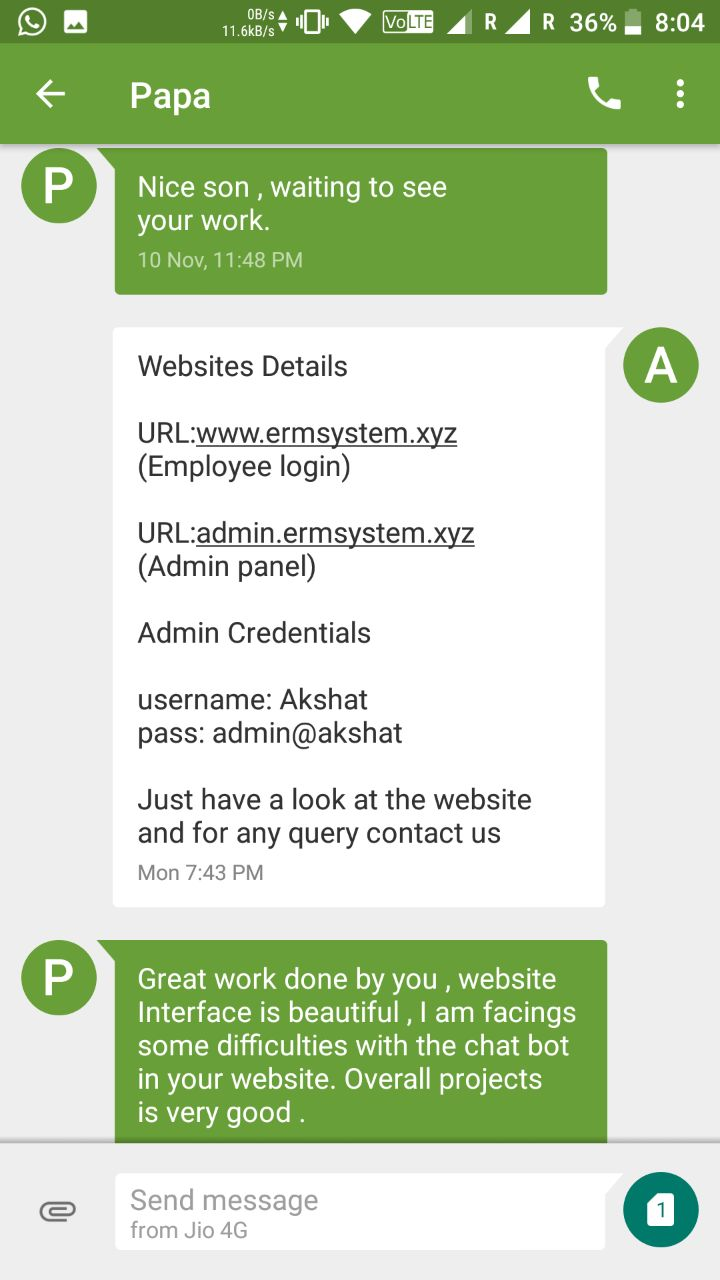 0B/s
11.6kB/s
VoLTE
R
R
36%
8:04
Papa
P
Nice son , waiting to see
your work.
10 Nov, 11:48 PM
A
Websites Details
URL:www.ermsystem.xyz
(Employee login)
URL:admin.ermsystem.xyz
(Admin panel)
Admin Credentials
username: Akshat
pass: admin@akshat
Just have a look at the website
and for any query contact us
Mon 7:43 PM
P
Great work done by you , website
Interface is beautiful , I am facings
some difficulties with the chat bot
in your website. Overall projects
is very good .
Send message
from Jio 4G
1